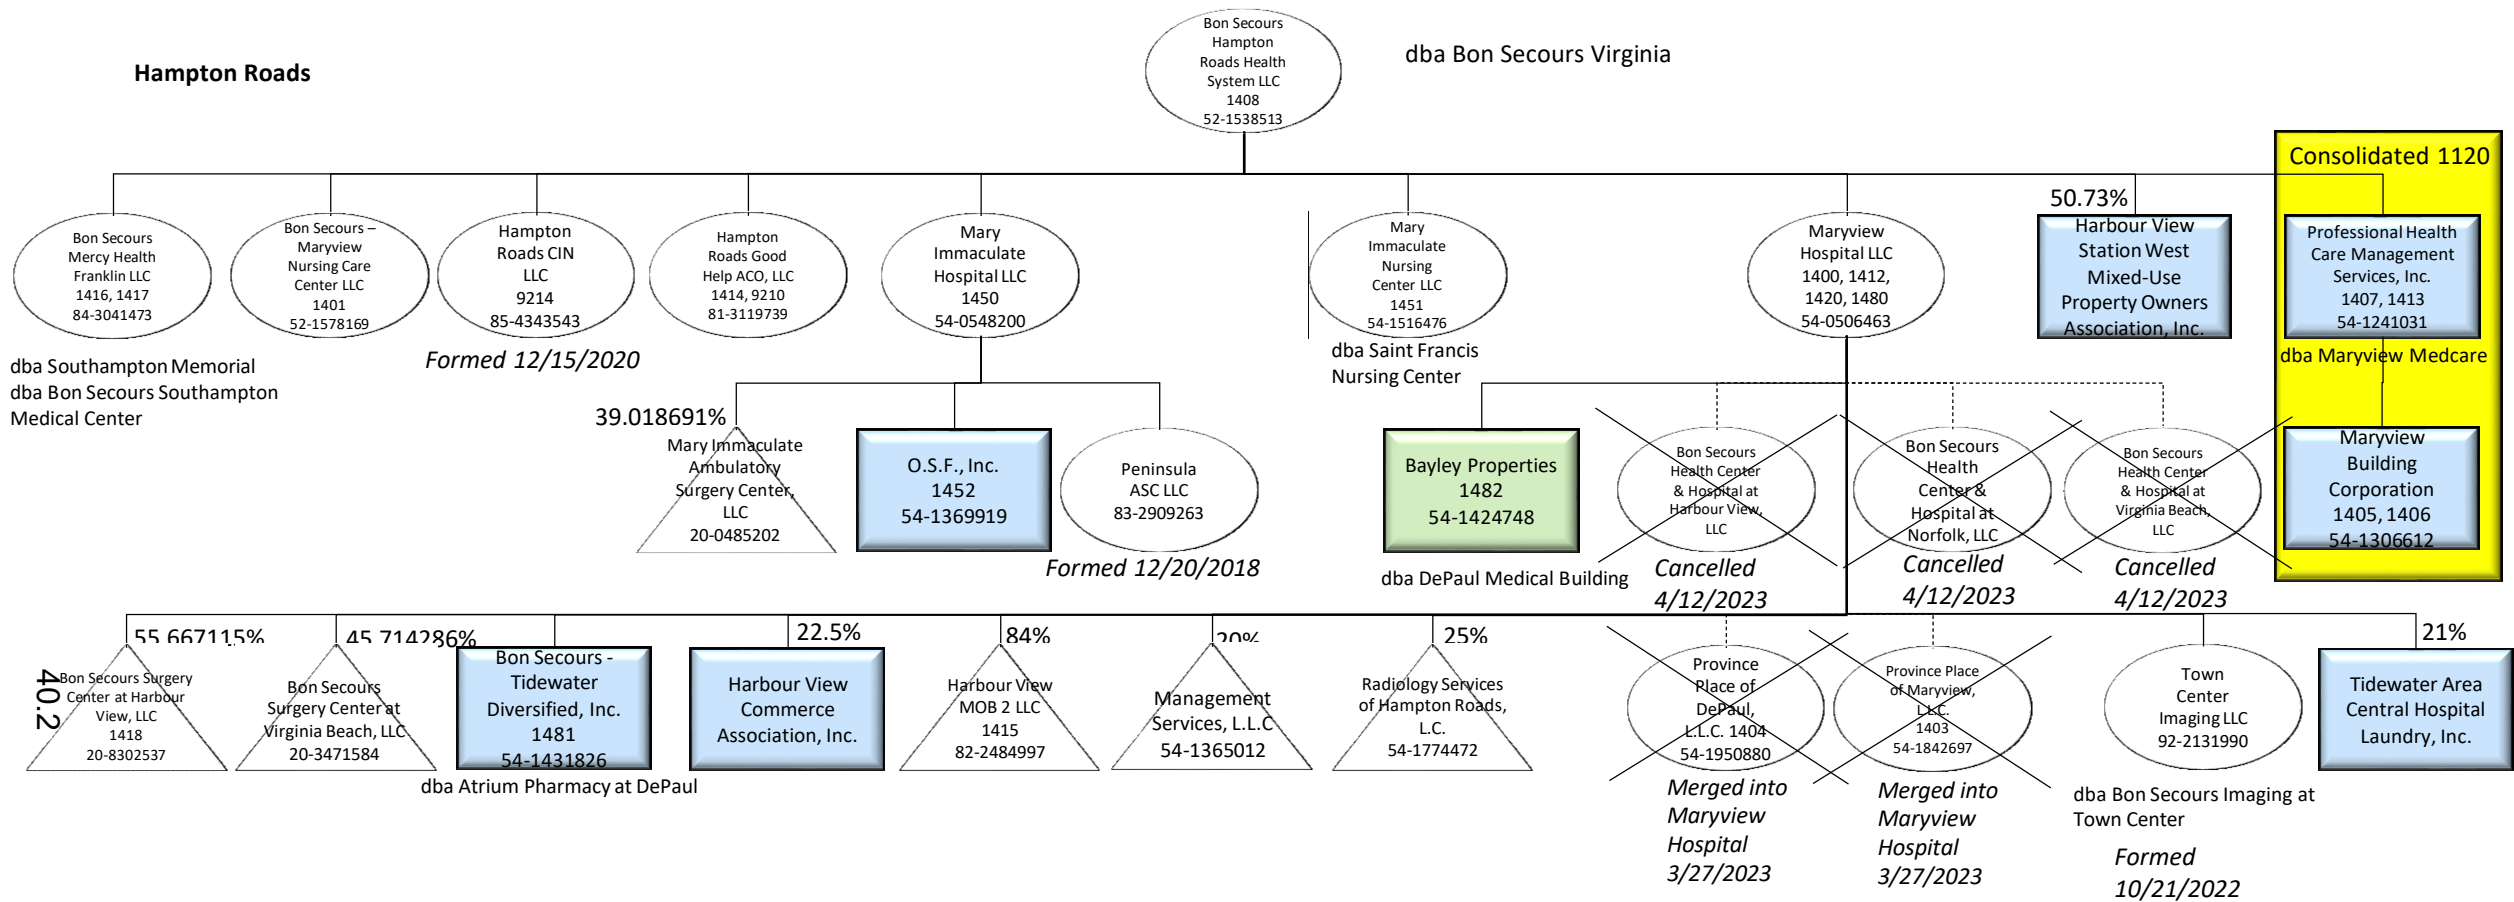 Hampton Roads
Bon Secours
Hampton
Roads Health
System LLC
1408
52-1538513
dba Bon Secours Virginia
Consolidated 1120
Bon Secours
Mercy Health
Franklin LLC
1416, 1417
84-3041473
dba Southampton Memorial
dba Bon Secours Southampton
Medical Center
Bon Secours –
Maryview
Nursing Care
Center LLC
1401
52-1578169
Hampton
Roads CIN
LLC
9214
85-4343543
Formed 12/15/2020
Hampton
Roads Good
Help ACO, LLC
1414, 9210
81-3119739
Mary
Immaculate
Hospital LLC
1450
54-0548200
Mary
Immaculate
Nursing
Center LLC
1451
54-1516476
dba Saint Francis
Nursing Center
Maryview
Hospital LLC
1400, 1412,
1420, 1480
54-0506463
50.73%
Harbour View
Station West
Mixed-Use
Property Owners
Association, Inc.
Professional Health
Care Management
Services, Inc.
1407, 1413
54-1241031
dba Maryview Medcare
39.018691%
Mary Immaculate
Ambulatory
Surgery Center,
LLC
20-0485202
O.S.F., Inc.
1452
54-1369919
Peninsula
ASC LLC
83-2909263
Formed 12/20/2018
Bayley Properties
1482
54-1424748
dba DePaul Medical Building
Bon Secours
Health Center
& Hospital at
Harbour View,
LLC
Cancelled
4/12/2023
Bon Secours
Health
Center &
Hospital at
Norfolk, LLC
Cancelled
4/12/2023
Bon Secours
Health Center
& Hospital at
Virginia Beach,
LLC
Cancelled
4/12/2023
Maryview
Building
Corporation
1405, 1406
54-1306612
55.667115%
40.2
Bon Secours Surgery
Center at Harbour
View, LLC
1418
20-8302537
45.714286%
Bon Secours
Surgery Center at
Virginia Beach, LLC
20-3471584
Bon Secours -
Tidewater
Diversified, Inc.
1481
54-1431826
dba Atrium Pharmacy at DePaul
22.5%
Harbour View
Commerce
Association, Inc.
84%
Harbour View
MOB 2 LLC
1415
82-2484997
20%
Management
Services, L.L.C
54-1365012
25%
Radiology Services
of Hampton Roads,
L.C.
54-1774472
Province
Place of
DePaul,
L.L.C. 1404
54-1950880
Merged into
Maryview
Hospital
3/27/2023
Province Place
of Maryview,
L.L.C.
1403
54-1842697
Merged into
Maryview
Hospital
3/27/2023
Town
Center
Imaging LLC
92-2131990
dba Bon Secours Imaging at
Town Center
Formed
10/21/2022
21%
Tidewater Area
Central Hospital
Laundry, Inc.